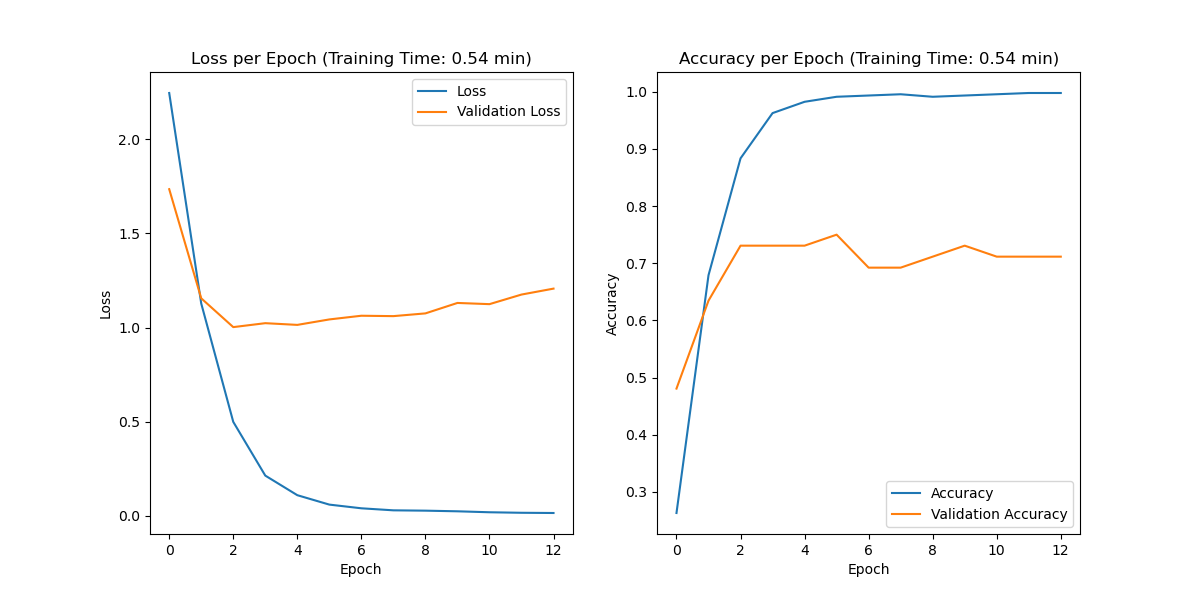 Loss per Epoch (Training Time: 0.54 min)
Loss
Validation Loss
2.0
1.5
1.0
0.5
0.0
Loss
0 2 4 6 8 10 12
Epoch
Accuracy per Epoch (Training Time: 0.54 min)
1.0
0.9
0.8
0.7
0.6
0.5
0.4
0.3
Accuracy
Accuracy
Validation Accuracy
0 2 4 6 8 10 12
Epoch